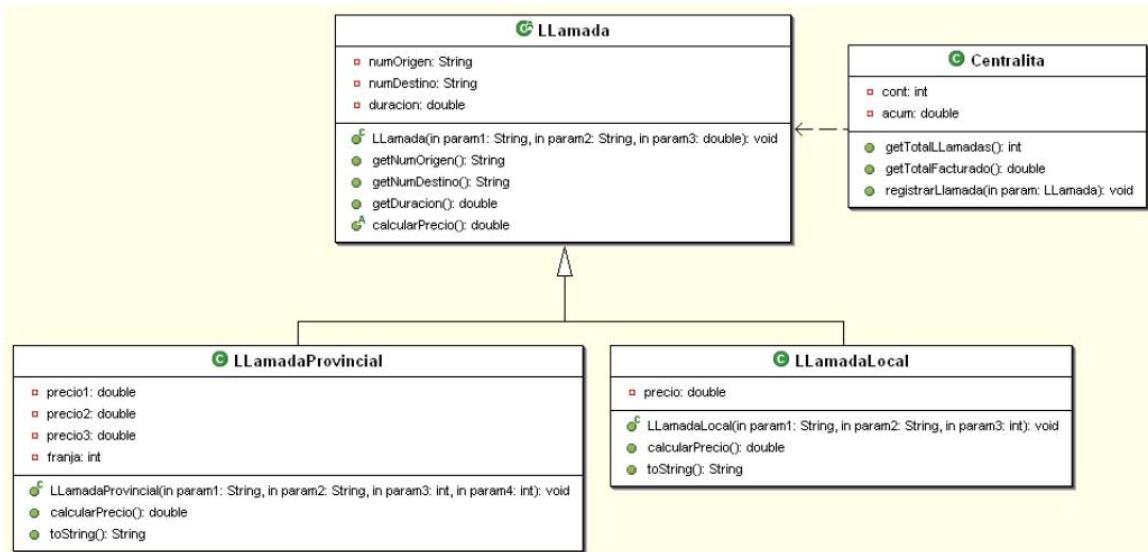 LLamada
numOrigen: String
numDestino: String
duracion: double
LLamada(in param1: String, in param2: String, in param3: double): void
getNumOrigen(): String
getNumDestino(): String
getDuracion(): double
calcularPrecio(): double
Centralita
cont: int
acum: double
getTotalLLamadas(): int
getTotalFacturado(): double
registrarLlamada(in param: LLamada): void
LLamadaProvincial
precio1: double
precio2: double
precio3: double
franja: int
LLamadaProvincial(in param1: String, in param2: String, in param3: int, in param4: int): void
calcularPrecio(): double
toString(): String
LLamadaLocal
precio: double
LLamadaLocal(in param1: String, in param2: String, in param3: int): void
calcularPrecio(): double
toString(): String